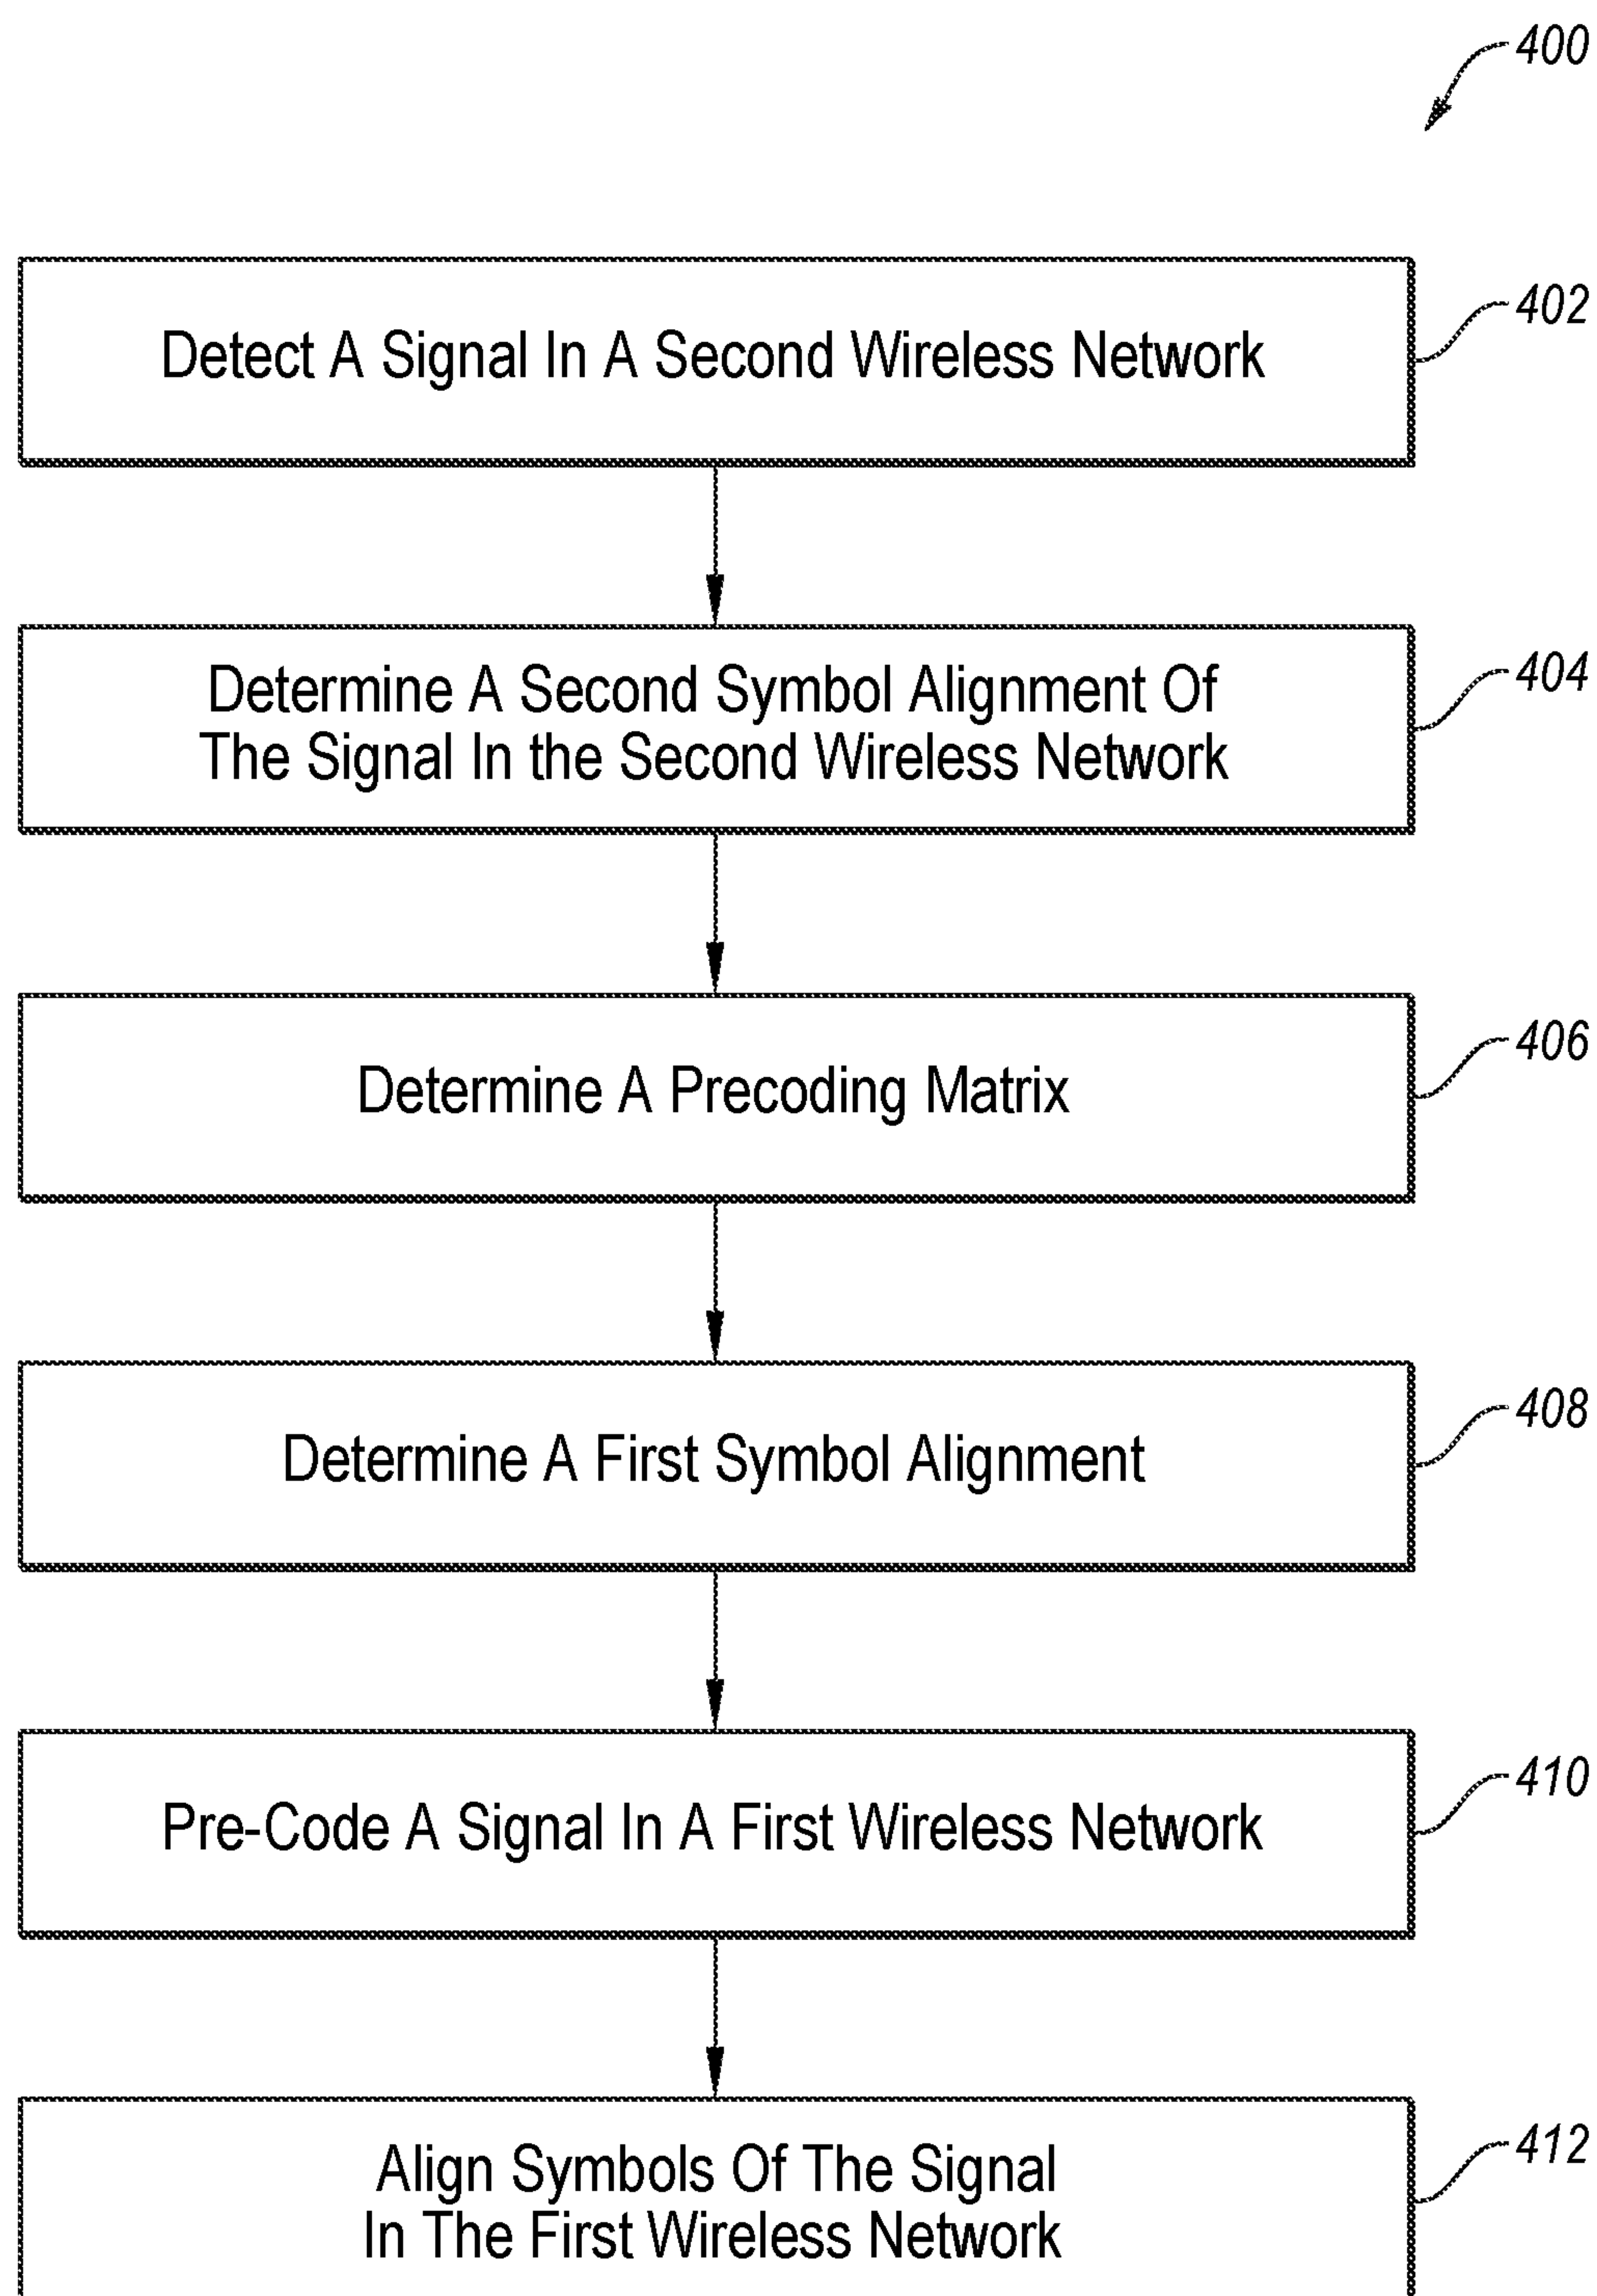 400
Detect A Signal In A Second Wireless Network
402
Determine A Second Symbol Alignment Of
The Signal In the Second Wireless Network
404
Determine A Precoding Matrix
406
Determine A First Symbol Alignment
408
Pre-Code A Signal In A First Wireless Network
410
Align Symbols Of The Signal
In The First Wireless Network
412